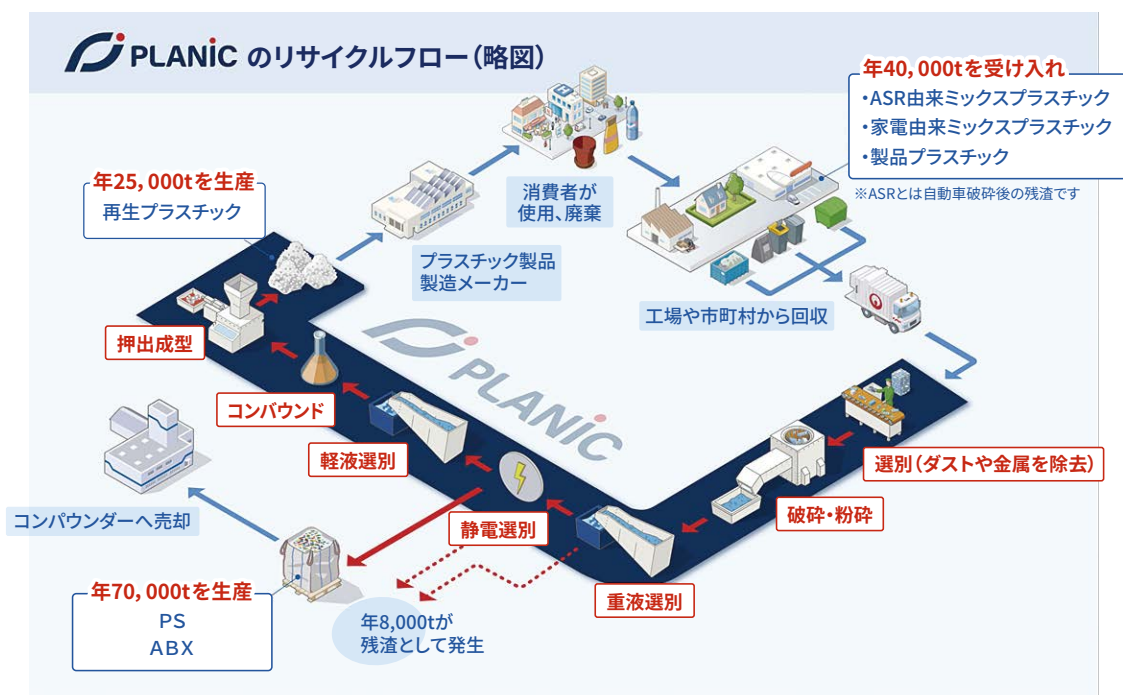 PLANIC のリサイクルフロー（略図）
年40,000tを受け入れ
・ASR由来ミックスプラスチック
・家電由来ミックスプラスチック
・製品プラスチック
※ASRとは自動車破砕後の残渣です
消費者が
使用、廃棄
年25,000tを生産
再生プラスチック
プラスチック製品
製造メーカー
工場や市町村から回収
押出成型
PLANIC
コンバウンド
軽液選別
選別（ダストや金属を除去）
破砕・粉砕
コンパウンダーへ売却
静電選別
重液選別
年70,000tを生産
PS
ABX
年8,000tが
残渣として発生